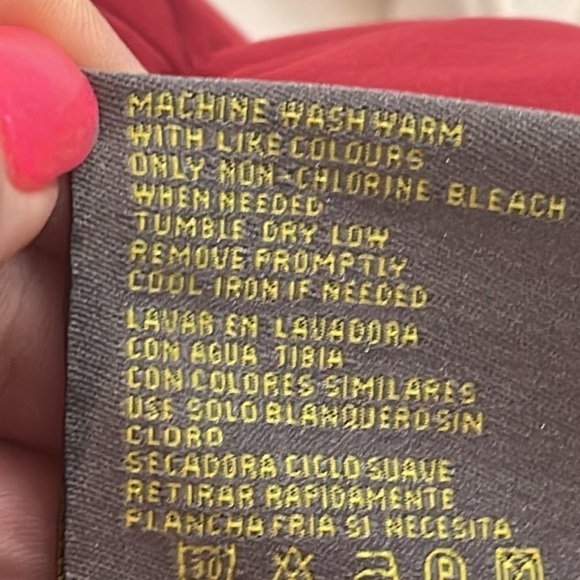 MACHINE WASH WARM
WITH LIKE COLOURS
ONLY NON-CHLORINE BLEACH
WHEN NEEDED
TUMBLE DRY LOW
REMOVE PROMPTLY
COOL IRON IF NEEDED
LAVAR EN LAVADORA
CON AGUA TIBIA
CON COLORES SIMILARES
USE SOLO BLANQUERO SIN
CLORO
SECADORA CICLO SUAVE
RETIRAR RAPIDAMENTE
PLANCHA FRIA SI NECESITA
30
P